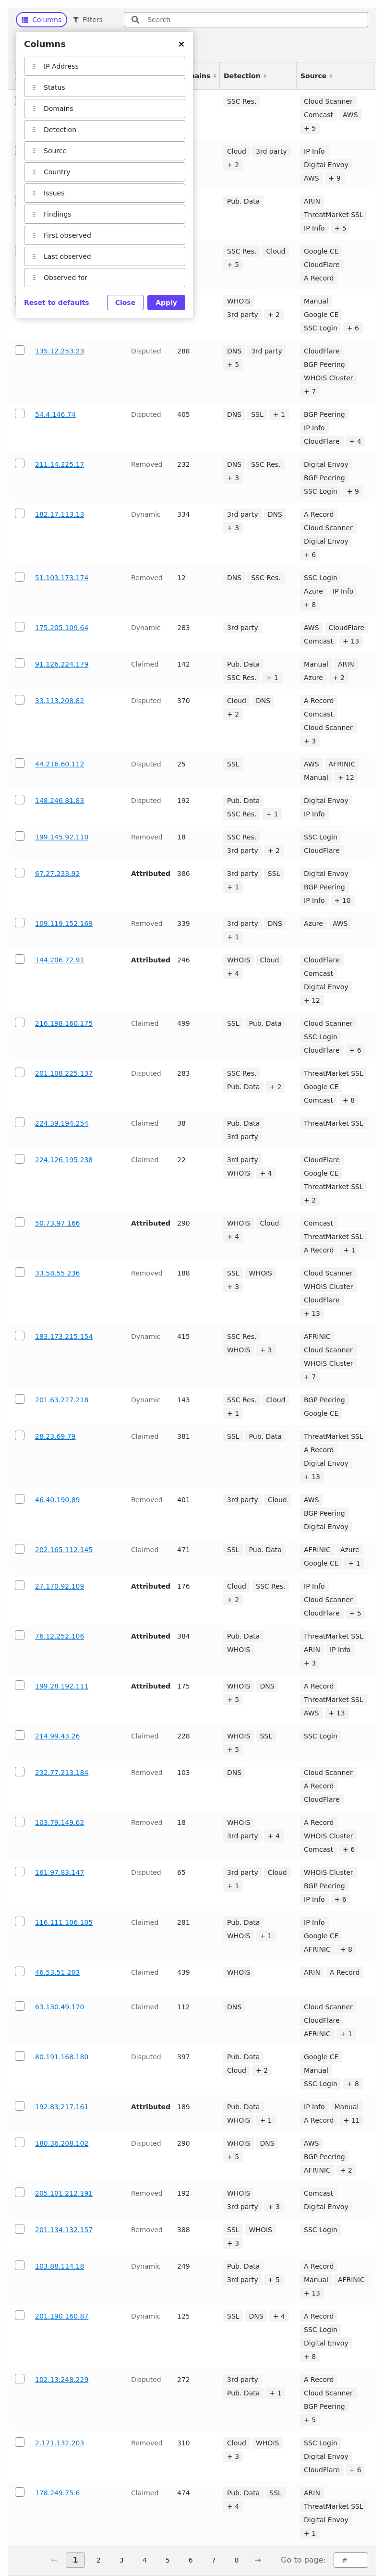 Columns Filters Search
Columns ×
IP Address
Status
Domains
Detection
Source
Country
Issues
Findings
First observed
Last observed
Observed for
Reset to defaults Close Apply
ains Detection Source
SSC Res. Cloud Scanner
Comcast AWS
+ 5
Cloud 3rd party IP Info
+ 2 Digital Envoy
AWS + 9
Pub. Data ARIN
ThreatMarket SSL
IP Info + 5
SSC Res. Cloud Google CE
+ 5 CloudFlare
A Record
WHOIS Manual
3rd party + 2 Google CE
SSC Login + 6
135.12.253.23 Disputed 288 DNS 3rd party CloudFlare
+ 5 BGP Peering
WHOIS Cluster
+ 7
54.4.146.74 Disputed 405 DNS SSL + 1 BGP Peering
IP Info
CloudFlare + 4
211.14.225.17 Removed 232 DNS SSC Res. Digital Envoy
+ 3 BGP Peering
SSC Login + 9
182.17.113.13 Dynamic 334 3rd party DNS A Record
+ 3 Cloud Scanner
Digital Envoy
+ 6
51.103.173.174 Removed 12 DNS SSC Res. SSC Login
Azure IP Info
+ 8
175.205.109.64 Dynamic 283 3rd party AWS CloudFlare
Comcast + 13
91.126.224.179 Claimed 142 Pub. Data Manual ARIN
SSC Res. + 1 Azure + 2
33.113.208.82 Disputed 370 Cloud DNS A Record
+ 2 Comcast
Cloud Scanner
+ 3
44.216.60.112 Disputed 25 SSL AWS AFRINIC
Manual + 12
148.246.81.83 Disputed 192 Pub. Data Digital Envoy
SSC Res. + 1 IP Info
199.145.92.110 Removed 18 SSC Res. SSC Login
3rd party + 2 CloudFlare
67.27.233.92 Attributed 386 3rd party SSL Digital Envoy
+ 1 BGP Peering
IP Info + 10
109.119.152.169 Removed 339 3rd party DNS Azure AWS
+ 1
144.206.72.91 Attributed 246 WHOIS Cloud CloudFlare
+ 4 Comcast
Digital Envoy
+ 12
216.198.160.175 Claimed 499 SSL Pub. Data Cloud Scanner
SSC Login
CloudFlare + 6
201.108.225.137 Disputed 283 SSC Res. ThreatMarket SSL
Pub. Data + 2 Google CE
Comcast + 8
224.39.194.254 Claimed 38 Pub. Data ThreatMarket SSL
3rd party
224.126.195.238 Claimed 22 3rd party CloudFlare
WHOIS + 4 Google CE
ThreatMarket SSL
+ 2
50.73.97.166 Attributed 290 WHOIS Cloud Comcast
+ 4 ThreatMarket SSL
A Record + 1
33.58.55.236 Removed 188 SSL WHOIS Cloud Scanner
+ 3 WHOIS Cluster
CloudFlare
+ 13
183.173.215.154 Dynamic 415 SSC Res. AFRINIC
WHOIS + 3 Cloud Scanner
WHOIS Cluster
+ 7
201.63.227.218 Dynamic 143 SSC Res. Cloud BGP Peering
+ 1 Google CE
28.23.69.79 Claimed 381 SSL Pub. Data ThreatMarket SSL
A Record
Digital Envoy
+ 13
46.40.190.89 Removed 401 3rd party Cloud AWS
BGP Peering
Digital Envoy
202.165.112.145 Claimed 471 SSL Pub. Data AFRINIC Azure
Google CE + 1
27.170.92.109 Attributed 176 Cloud SSC Res. IP Info
+ 2 Cloud Scanner
CloudFlare + 5
76.12.252.106 Attributed 384 Pub. Data ThreatMarket SSL
WHOIS ARIN IP Info
+ 3
199.28.192.111 Attributed 175 WHOIS DNS A Record
+ 5 ThreatMarket SSL
AWS + 13
214.99.43.26 Claimed 228 WHOIS SSL SSC Login
+ 5
232.77.213.184 Removed 103 DNS Cloud Scanner
A Record
CloudFlare
103.79.149.62 Removed 18 WHOIS A Record
3rd party + 4 WHOIS Cluster
Comcast + 6
161.97.83.147 Disputed 65 3rd party Cloud WHOIS Cluster
+ 1 BGP Peering
IP Info + 6
116.111.106.105 Claimed 281 Pub. Data IP Info
WHOIS + 1 Google CE
AFRINIC + 8
46.53.51.203 Claimed 439 WHOIS ARIN A Record
63.130.49.170 Claimed 112 DNS Cloud Scanner
CloudFlare
AFRINIC + 1
80.191.168.180 Disputed 397 Pub. Data Google CE
Cloud + 2 Manual
SSC Login + 8
192.83.217.161 Attributed 189 Pub. Data IP Info Manual
WHOIS + 1 A Record + 11
180.36.208.102 Disputed 290 WHOIS DNS AWS
+ 5 BGP Peering
AFRINIC + 2
205.101.212.191 Removed 192 WHOIS Comcast
3rd party + 3 Digital Envoy
201.134.132.157 Removed 388 SSL WHOIS SSC Login
+ 3
103.88.114.18 Dynamic 249 Pub. Data A Record
3rd party + 5 Manual AFRINIC
+ 13
201.190.160.87 Dynamic 125 SSL DNS + 4 A Record
SSC Login
Digital Envoy
+ 8
102.13.248.229 Disputed 272 3rd party A Record
Pub. Data + 1 Cloud Scanner
BGP Peering
+ 5
2.171.132.203 Removed 310 Cloud WHOIS SSC Login
+ 3 Digital Envoy
CloudFlare + 6
178.249.75.6 Claimed 474 Pub. Data SSL ARIN
+ 4 ThreatMarket SSL
Digital Envoy
+ 1
← 1 2 3 4 5 6 7 8 → Go to page: #